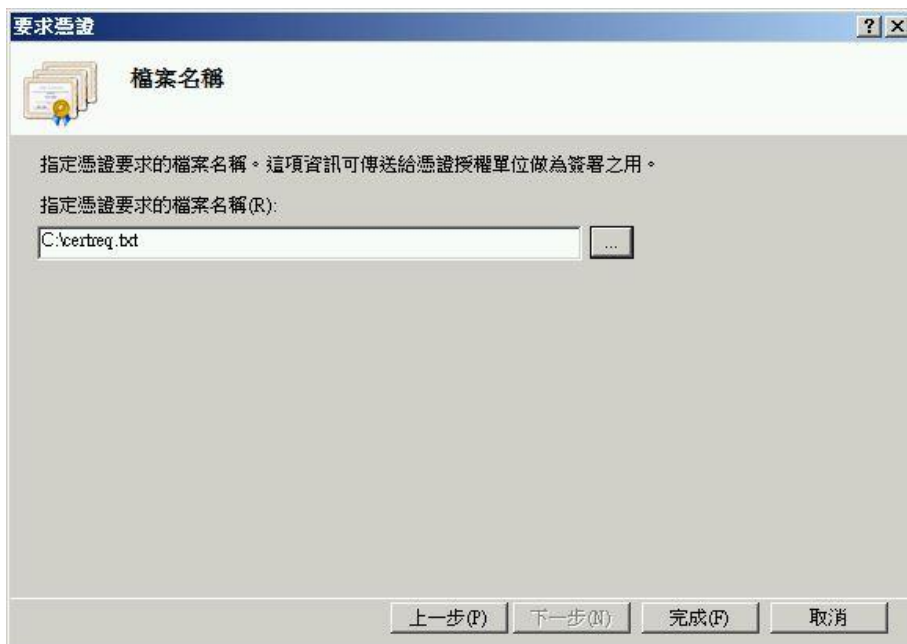 要求憑證
檔案名稱
指定憑證要求的檔案名稱。這項資訊可傳送給憑證授權單位做為簽署之用。
指定憑證要求的檔案名稱(R):
C:\certreq.txt
...
上一步(P) 下一步(N) 完成(F) 取消